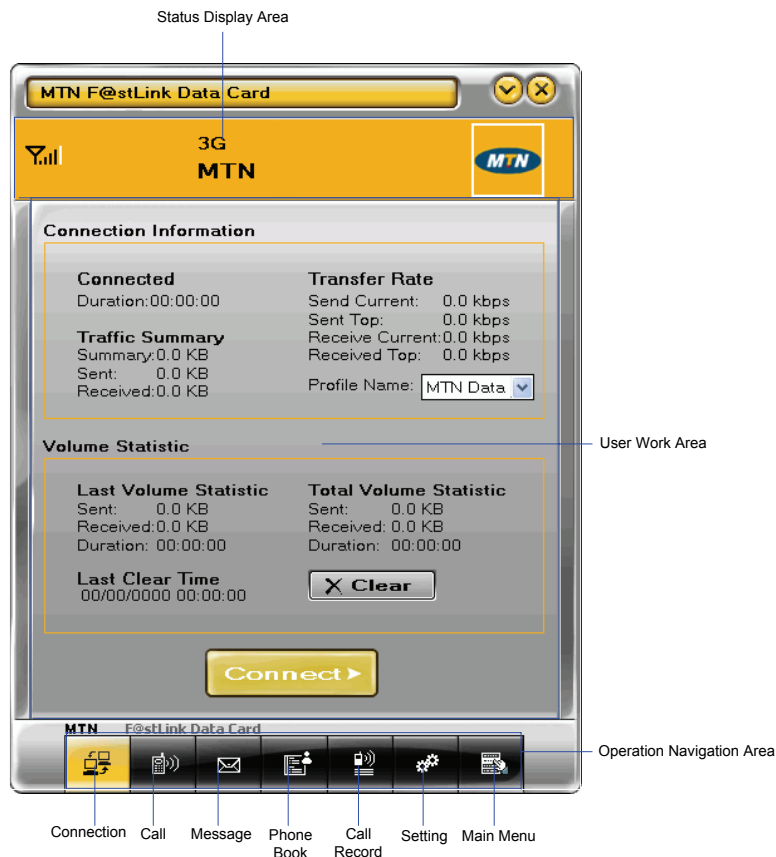 Status Display Area
MTN F@stLink Data Card
3G
MTN
MTN
Connection Information
Connected
Duration:00:00:00
Traffic Summary
Summary:0.0 KB
Sent: 0.0 KB
Received:0.0 KB
Transfer Rate
Send Current: 0.0 kbps
Sent Top: 0.0 kbps
Receive Current:0.0 kbps
Received Top: 0.0 kbps
Profile Name: MTN Data
Volume Statistic
User Work Area
Last Volume Statistic
Sent: 0.0 KB
Received:0.0 KB
Duration: 00:00:00
Last Clear Time
00/00/0000 00:00:00
Total Volume Statistic
Sent: 0.0 KB
Received: 0.0 KB
Duration: 00:00:00
X Clear
Connect
MTN F@stLink Data Card
Operation Navigation Area
Connection
Call
Message
Phone
Book
Call
Record
Setting
Main Menu